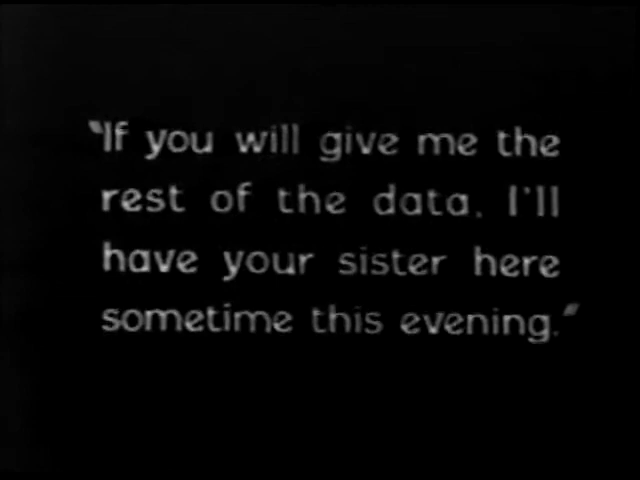 "If you will give me the
rest of the data, I'll
have your sister here
sometime this evening."